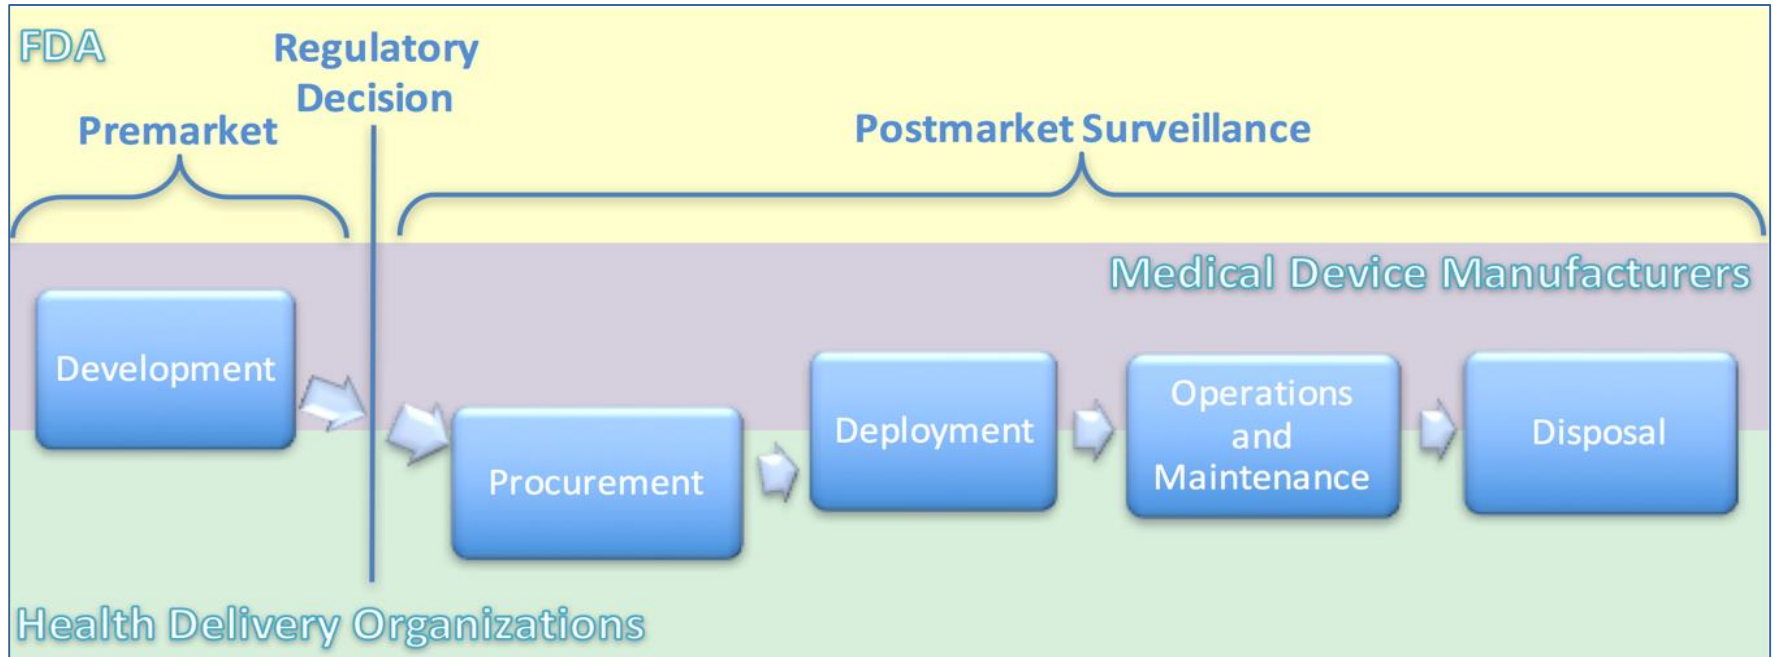 FDA
Regulatory
Decision
Premarket
Postmarket Surveillance
Medical Device Manufacturers
Development
Procurement
Deployment
Operations
and
Maintenance
Disposal
Health Delivery Organizations